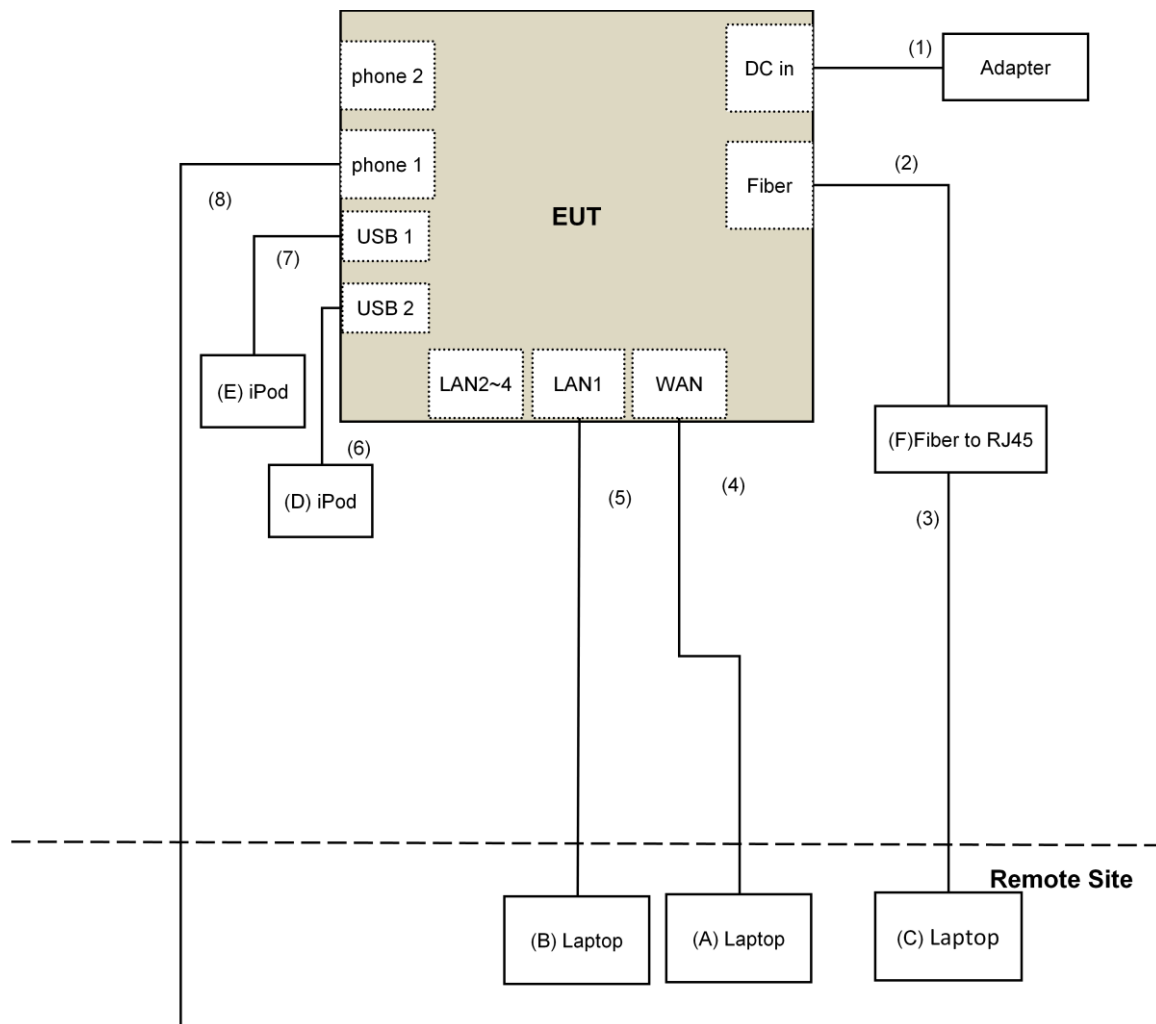 phone 2
DC in
(1)
Adapter
phone 1
Fiber
(2)
(8)
EUT
USB 1
(7)
USB 2
LAN2~4
LAN1
WAN
(E) iPod
(F)Fiber to RJ45
(6)
(D) iPod
(5)
(4)
(3)
Remote Site
(B) Laptop
(A) Laptop
(C) Laptop